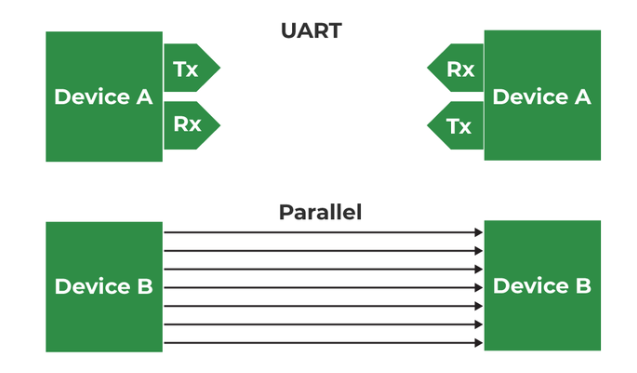 UART
Device A
Tx
Rx
Rx
Tx
Device A
Parallel
Device B
Device B